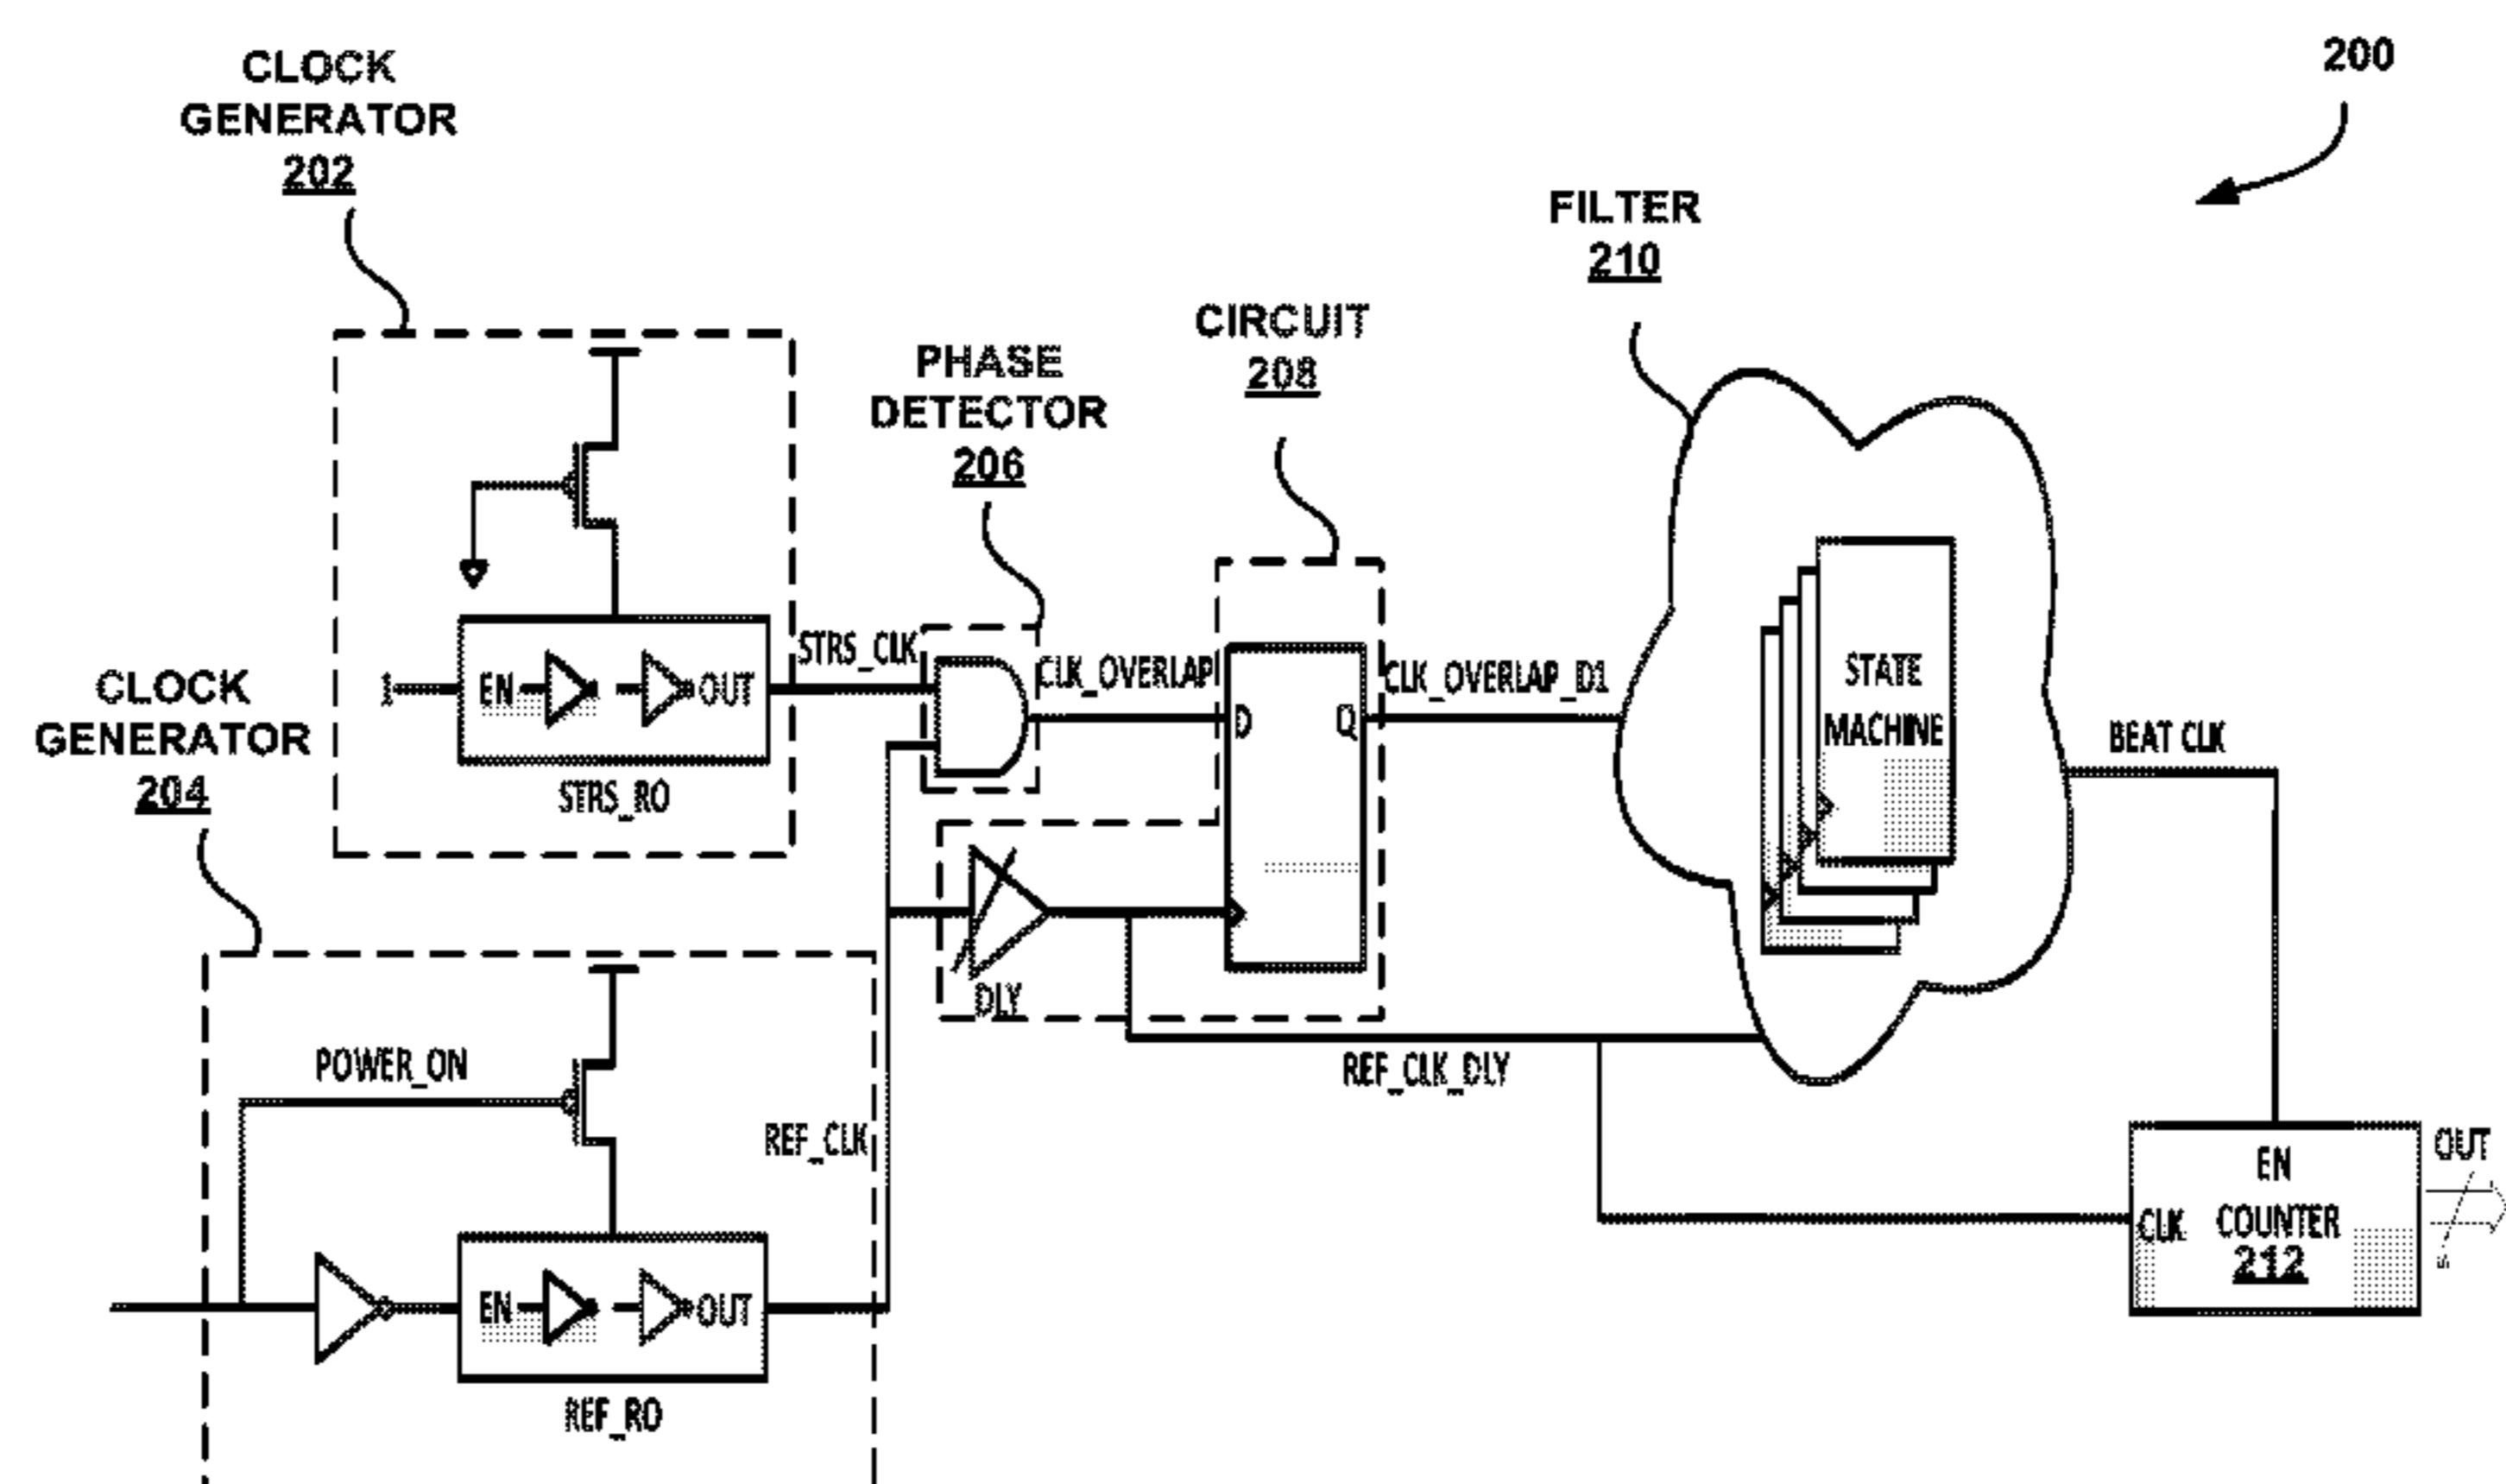 200
CLOCK
GENERATOR
202
FILTER
210
CIRCUIT
208
PHASE
DETECTOR
206
STRS_CLK
CLK_OVERLAP
CLK_OVERLAP_D1
1
EN
OUT
STRS_RO
D
Q
STATE
MACHINE
BEAT CLK
CLOCK
GENERATOR
204
DLY
POWER_ON
REF_CLK
REF_CLK_DLY
EN
OUT
REF_RO
EN
CLK
COUNTER
212
OUT